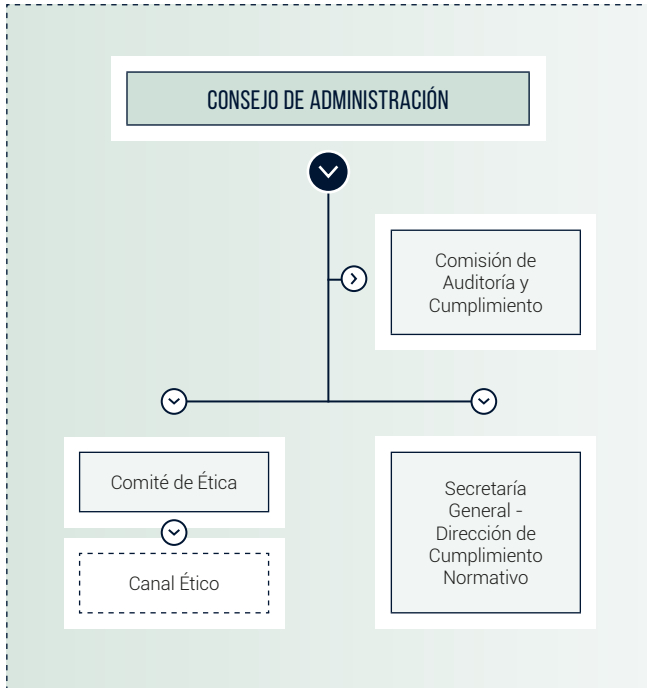 CONSEJO DE ADMINISTRACIÓN
Comisión de
Auditoría y
Cumplimiento
Comité de Ética
Canal Ético
Secretaría
General -
Dirección de
Cumplimiento
Normativo